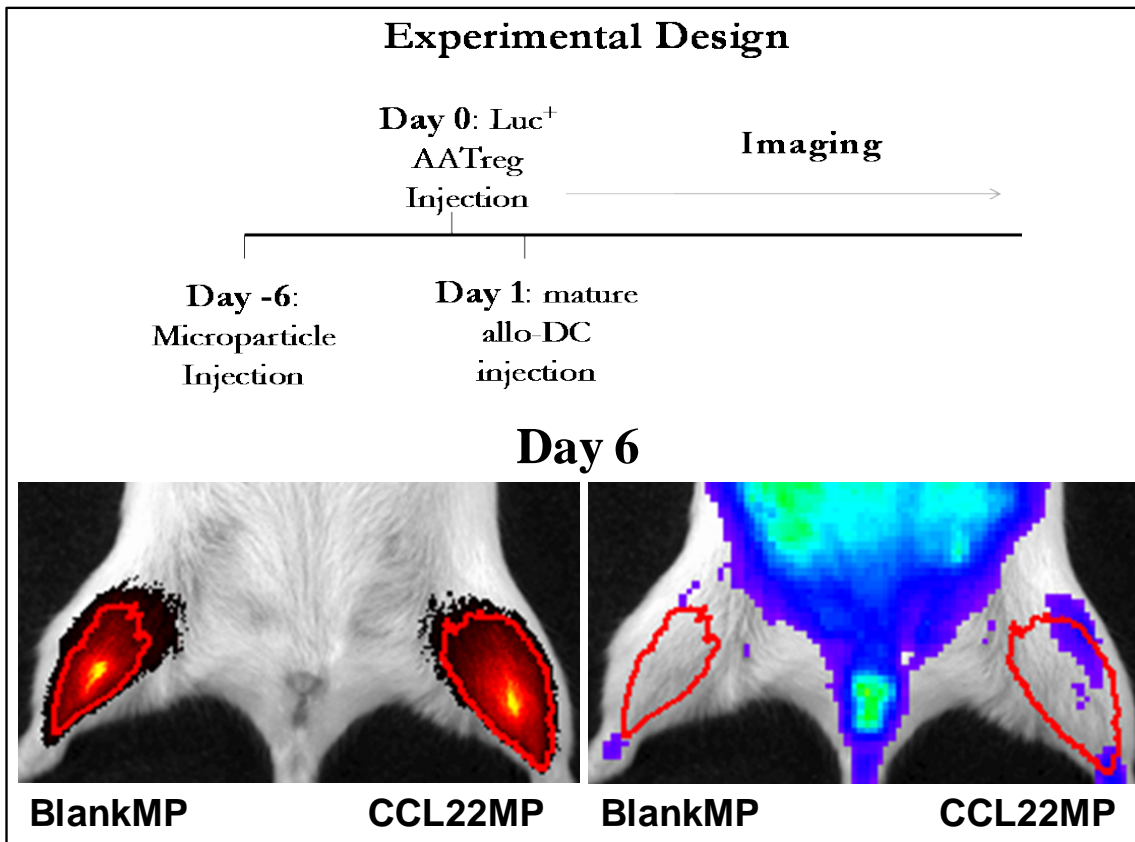 Experimental Design
Day 0: Luc+
AATreg
Injection
Imaging
Day -6:
Microparticle
Injection
Day 1: mature
allo-DC
injection
Day 6
BlankMP CCL22MP BlankMP CCL22MP